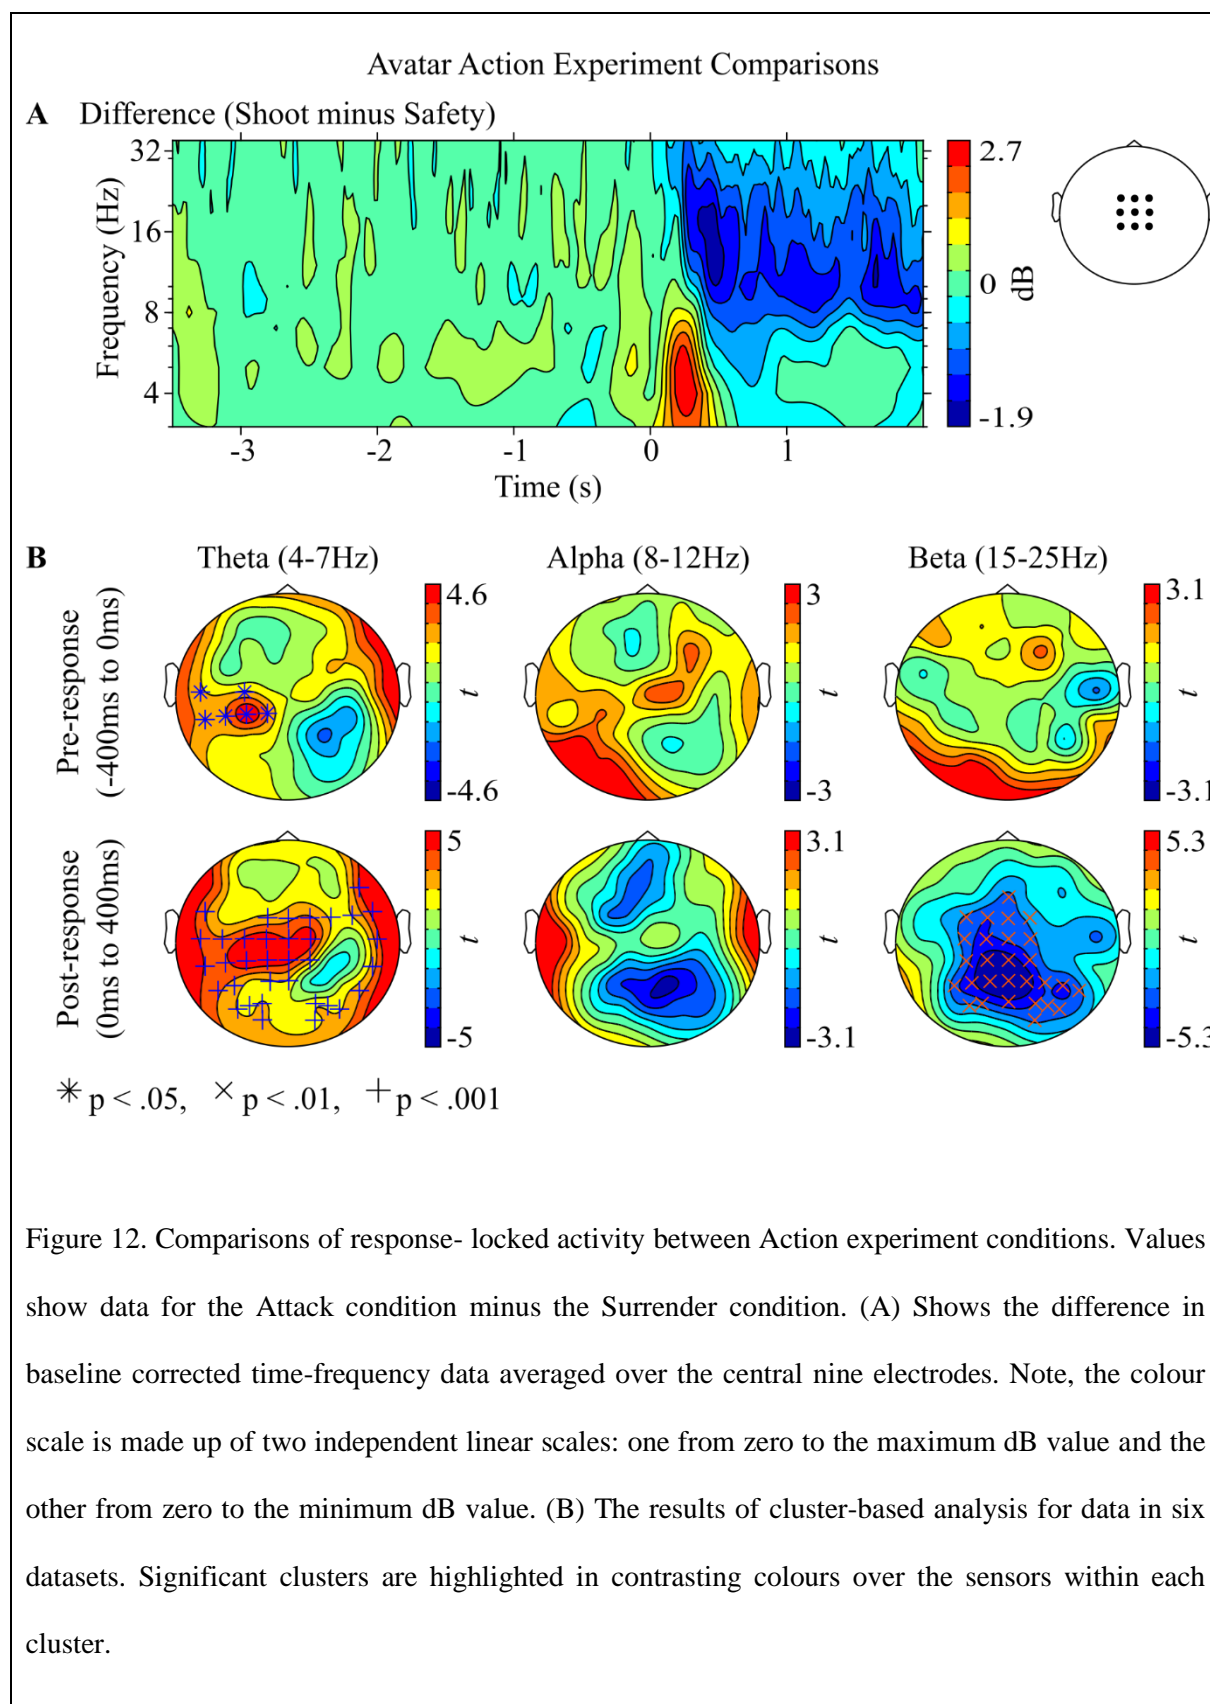 Avatar Action Experiment Comparisons
A Difference (Shoot minus Safety)
Frequency (Hz)
32
16
8
4
-3
-2
-1
0
1
Time (s)
2.7
0
-1.9
dB
B
Theta (4-7Hz)
Alpha (8-12Hz)
Beta (15-25Hz)
Pre-response
(-400ms to 0ms)
4.6
t
-4.6
3
t
-3
3.1
t
-3.1
Post-response
(0ms to 400ms)
5
t
-5
3.1
t
-3.1
5.3
t
-5.3
* p < .05, × p < .01, + p < .001
Figure 12. Comparisons of response- locked activity between Action experiment conditions. Values
show data for the Attack condition minus the Surrender condition. (A) Shows the difference in
baseline corrected time-frequency data averaged over the central nine electrodes. Note, the colour
scale is made up of two independent linear scales: one from zero to the maximum dB value and the
other from zero to the minimum dB value. (B) The results of cluster-based analysis for data in six
datasets. Significant clusters are highlighted in contrasting colours over the sensors within each
cluster.